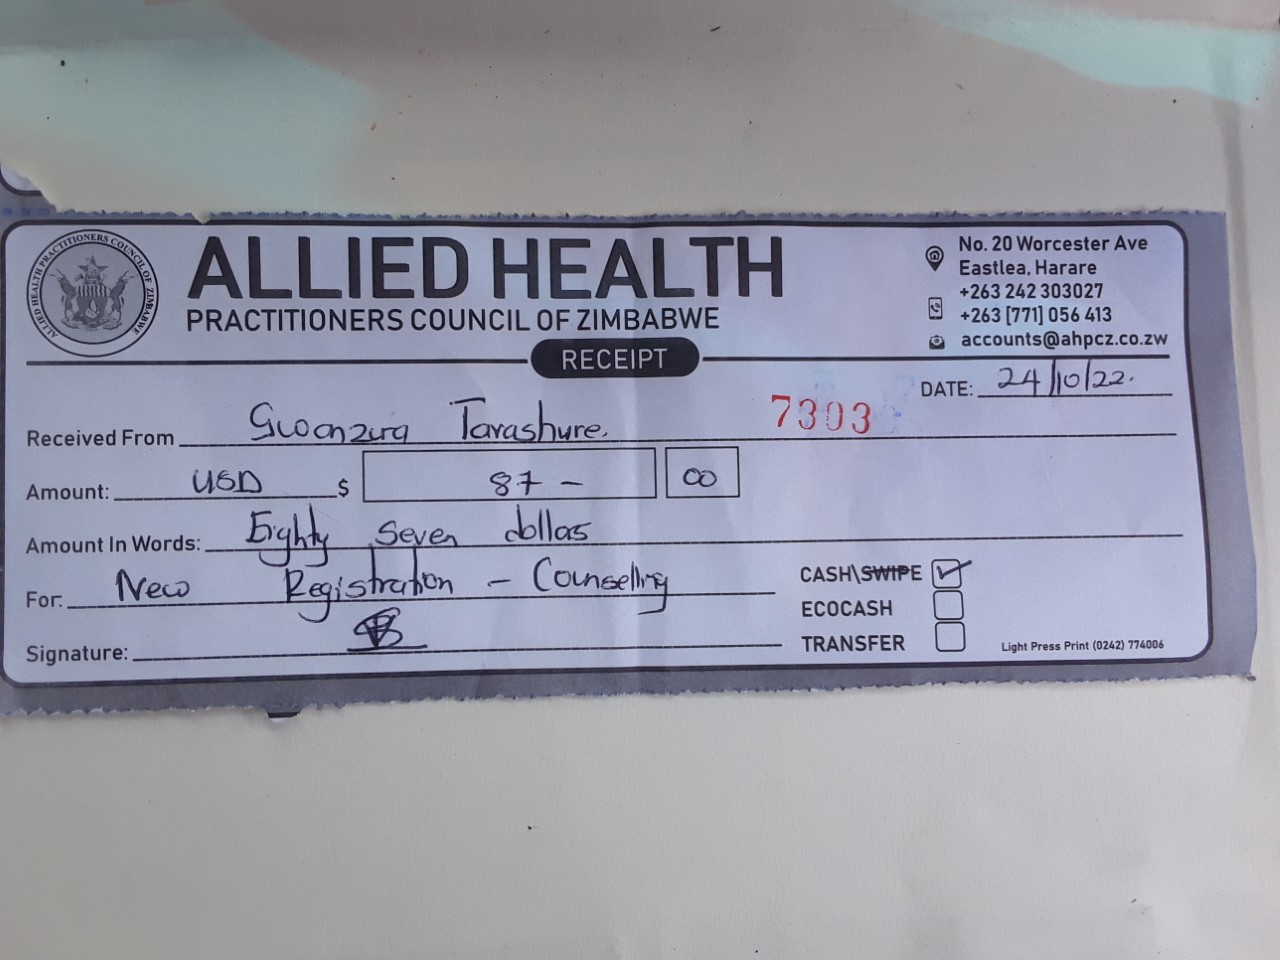 ALLIED HEALTH PRACTITIONERS COUNCIL OF ZIMBABWE
ALLIED HEALTH
PRACTITIONERS COUNCIL OF ZIMBABWE
No. 20 Worcester Ave
Eastlea, Harare
+263 242 303027
+263 [771] 056 413
accounts@ahpcz.co.zw
RECEIPT
DATE: 24/10/22.
7303
Received From Gwanzura Tarashure.
Amount: USD $ 87 - 00
Amount In Words: Eighty Seven dollars
For: New Registration - Counselling
CASH\SWIPE
ECOCASH
Signature:
TRANSFER
Light Press Print (0242) 774006